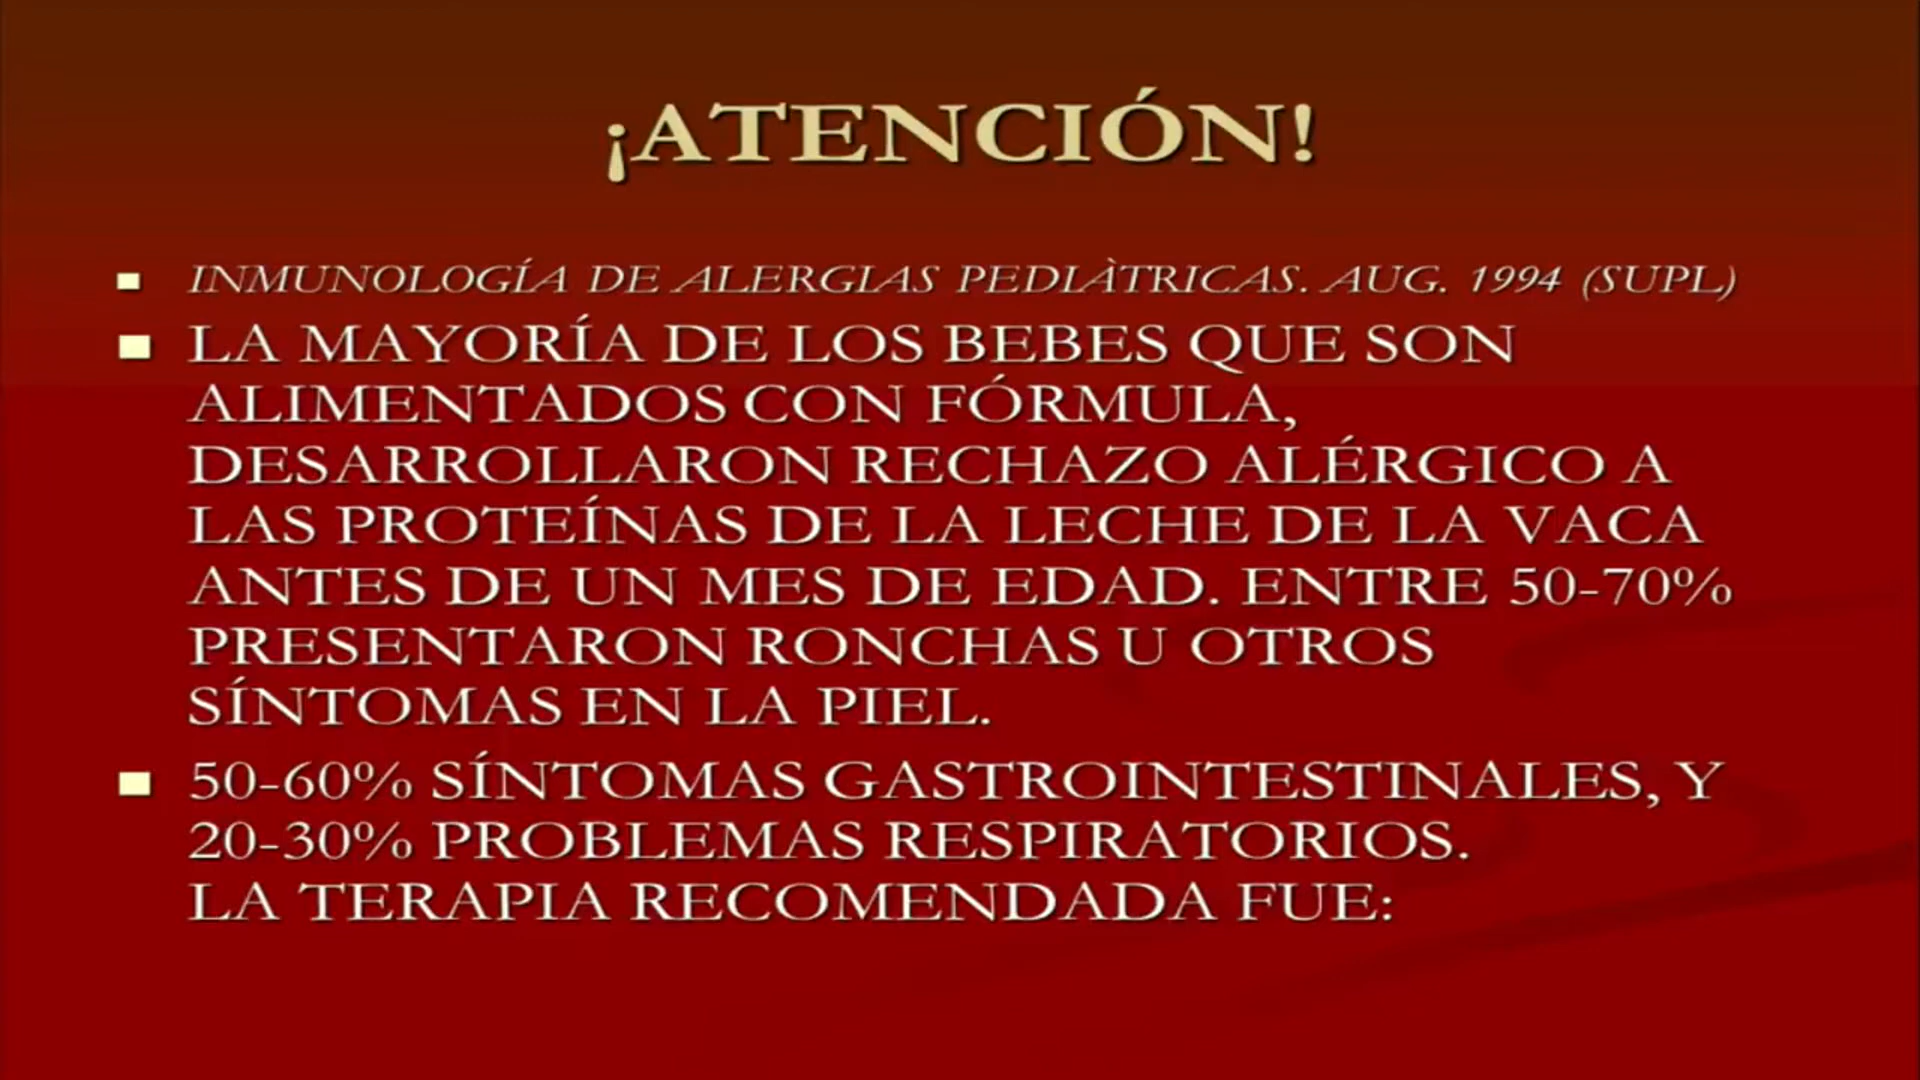 ¡ATENCIÓN!
INMUNOLOGÍA DE ALERGIAS PEDIÀTRICAS. AUG. 1994 (SUPL)
LA MAYORÍA DE LOS BEBES QUE SON
ALIMENTADOS CON FÓRMULA,
DESARROLLARON RECHAZO ALÉRGICO A
LAS PROTEÍNAS DE LA LECHE DE LA VACA
ANTES DE UN MES DE EDAD. ENTRE 50-70%
PRESENTARON RONCHAS U OTROS
SÍNTOMAS EN LA PIEL.
50-60% SÍNTOMAS GASTROINTESTINALES, Y
20-30% PROBLEMAS RESPIRATORIOS.
LA TERAPIA RECOMENDADA FUE: